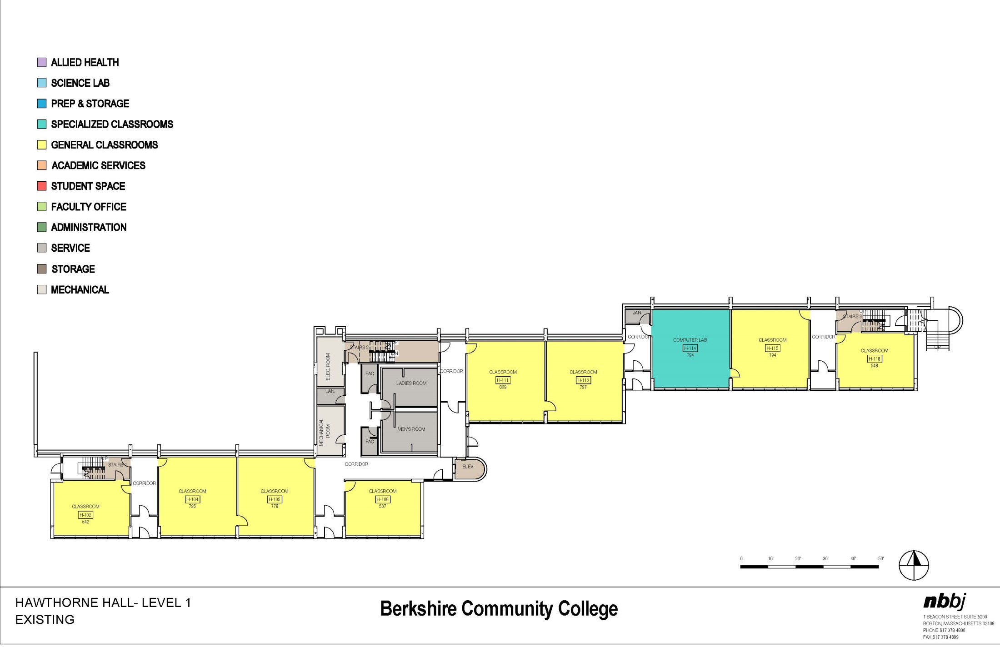 ALLIED HEALTH
SCIENCE LAB
PREP & STORAGE
SPECIALIZED CLASSROOMS
GENERAL CLASSROOMS
ACADEMIC SERVICES
STUDENT SPACE
FACULTY OFFICE
ADMINISTRATION
SERVICE
STORAGE
MECHANICAL
JAN.
CORRIDOR
COMPUTER LAB
H-114
794
CLASSROOM
H-115
794
CORRIDOR
UP
STAIRS 3
CLASSROOM
H-118
548
UP
ELEC. ROOM
STAIRS 2
UP
DN
FAC
LADIES ROOM
JAN.
MECHANICAL
ROOM
MEN'S ROOM
FAC
CORRIDOR
CLASSROOM
H-111
809
CLASSROOM
H-112
797
UP
STAIRS 1
CORRIDOR
CORRIDOR
ELEV.
CLASSROOM
H-102
542
CLASSROOM
H-104
795
CLASSROOM
H-105
778
CLASSROOM
H-108
537
0 10' 20' 30' 40' 50'
HAWTHORNE HALL- LEVEL 1
EXISTING
Berkshire Community College
nbbj
1 BEACON STREET SUITE 5200
BOSTON, MASSACHUSETTS 02108
PHONE 617 378 4800
FAX 617 378 4899